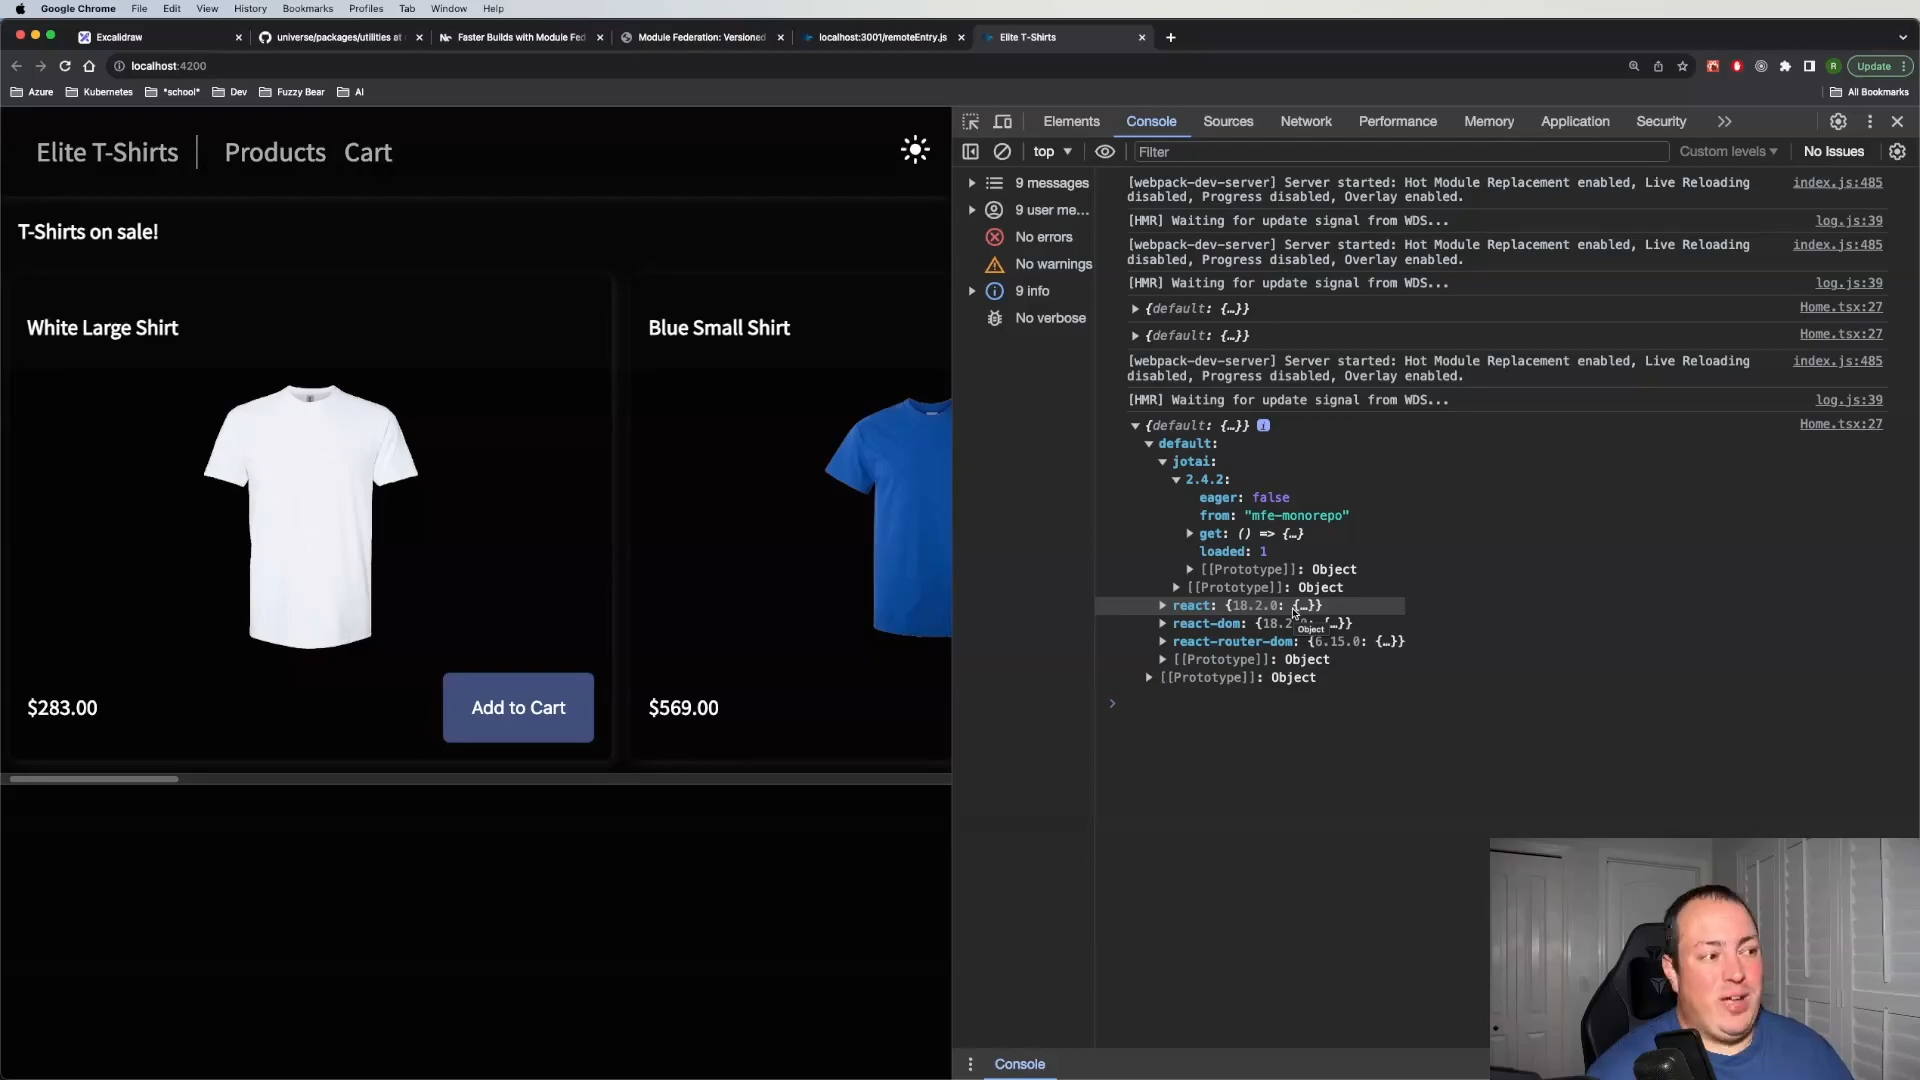 Google Chrome File Edit View History Bookmarks Profiles Tab Window Help
Excalidraw universe/packages/utilities at Faster Builds with Module Fed Module Federation: Versioned localhost:3001/remoteEntry.js Elite T-Shirts
localhost:4200 R Update
Azure Kubernetes *school* Dev Fuzzy Bear AI All Bookmarks
Elite T-Shirts Products Cart
T-Shirts on sale!
White Large Shirt
Blue Small Shirt
$283.00
Add to Cart
$569.00
Elements Console Sources Network Performance Memory Application Security
top Filter Custom levels No Issues
9 messages
9 user me...
No errors
No warnings
9 info
No verbose
[webpack-dev-server] Server started: Hot Module Replacement enabled, Live Reloading index.js:485
disabled, Progress disabled, Overlay enabled.
[HMR] Waiting for update signal from WDS... log.js:39
[webpack-dev-server] Server started: Hot Module Replacement enabled, Live Reloading index.js:485
disabled, Progress disabled, Overlay enabled.
[HMR] Waiting for update signal from WDS... log.js:39
{default: {…}} Home.tsx:27
{default: {…}} Home.tsx:27
[webpack-dev-server] Server started: Hot Module Replacement enabled, Live Reloading index.js:485
disabled, Progress disabled, Overlay enabled.
[HMR] Waiting for update signal from WDS... log.js:39
{default: {…}} i Home.tsx:27
default:
jotai:
2.4.2:
eager: false
from: "mfe-monorepo"
get: () => {…}
loaded: 1
[[Prototype]]: Object
[[Prototype]]: Object
react: {18.2.0: {…}}
react-dom: {18.2 {…}}
Object
react-router-dom: {6.15.0: {…}}
[[Prototype]]: Object
[[Prototype]]: Object
Console